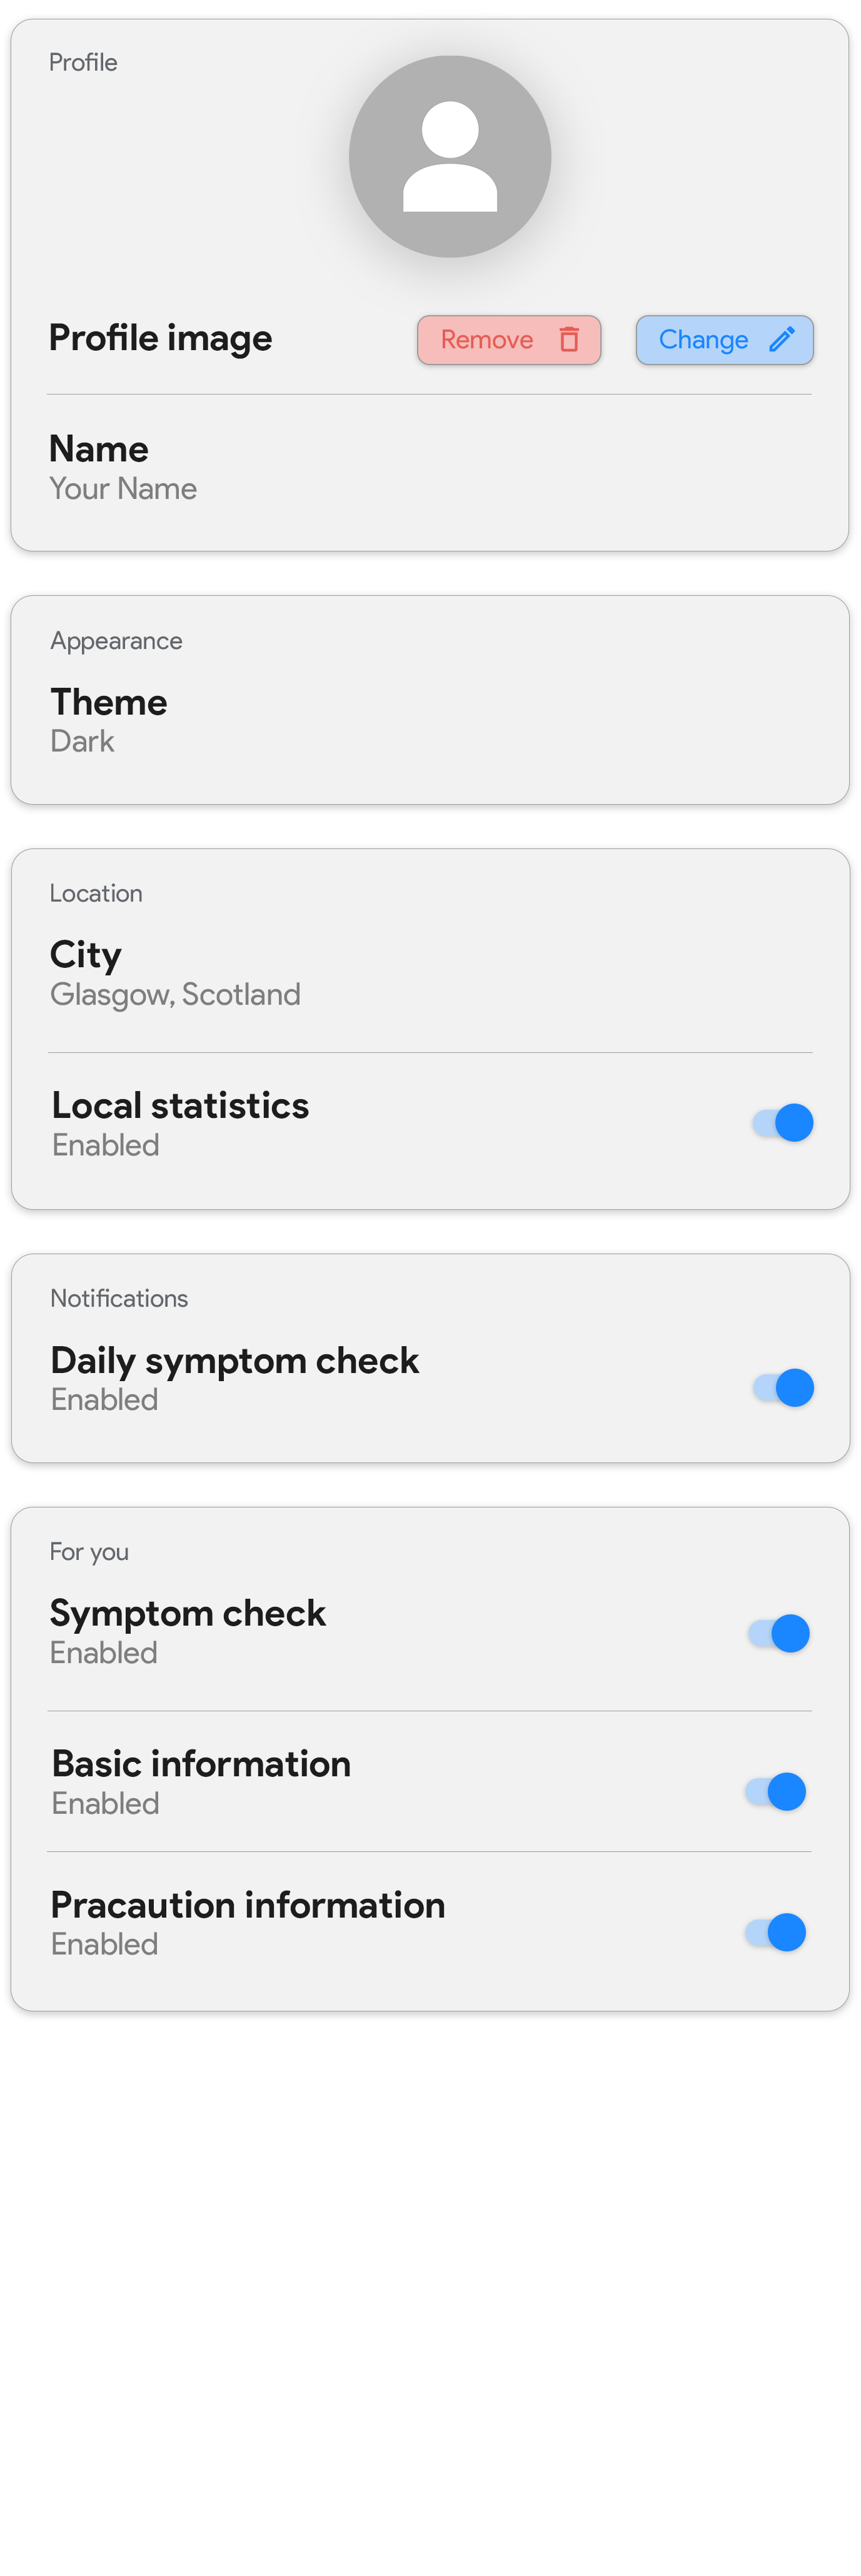 Profile
Profile image
Remove
Change
Name
Your Name
Appearance
Theme
Dark
Location
City
Glasgow, Scotland
Local statistics
Enabled
Notifications
Daily symptom check
Enabled
For you
Symptom check
Enabled
Basic information
Enabled
Pracaution information
Enabled